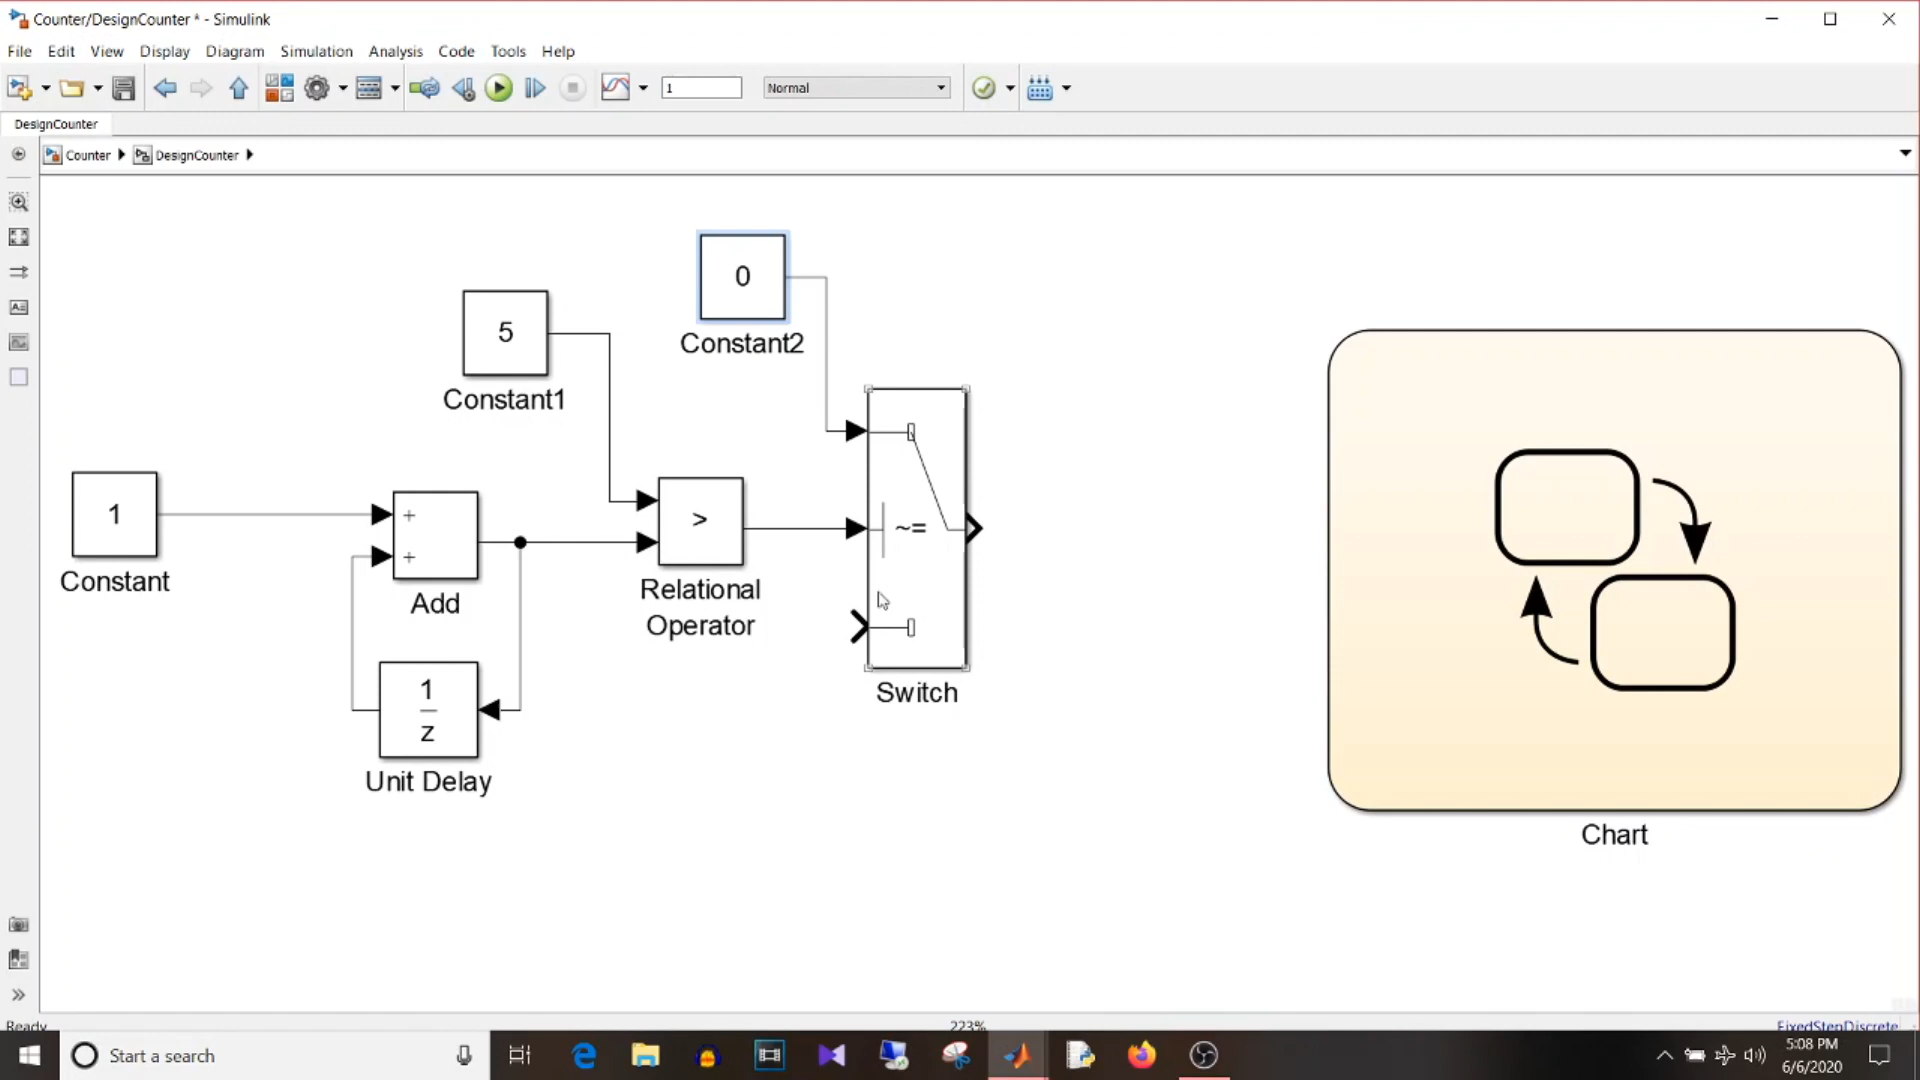 Counter/DesignCounter * - Simulink
File Edit View Display Diagram Simulation Analysis Code Tools Help
1
Normal
DesignCounter
Counter DesignCounter
0
Constant2
5
Constant1
1
Constant
+
+
Add
>
Relational
Operator
~=
Switch
1
z
Unit Delay
Chart
Ready
223%
FixedStepDiscrete
Start a search
5:08 PM
6/6/2020